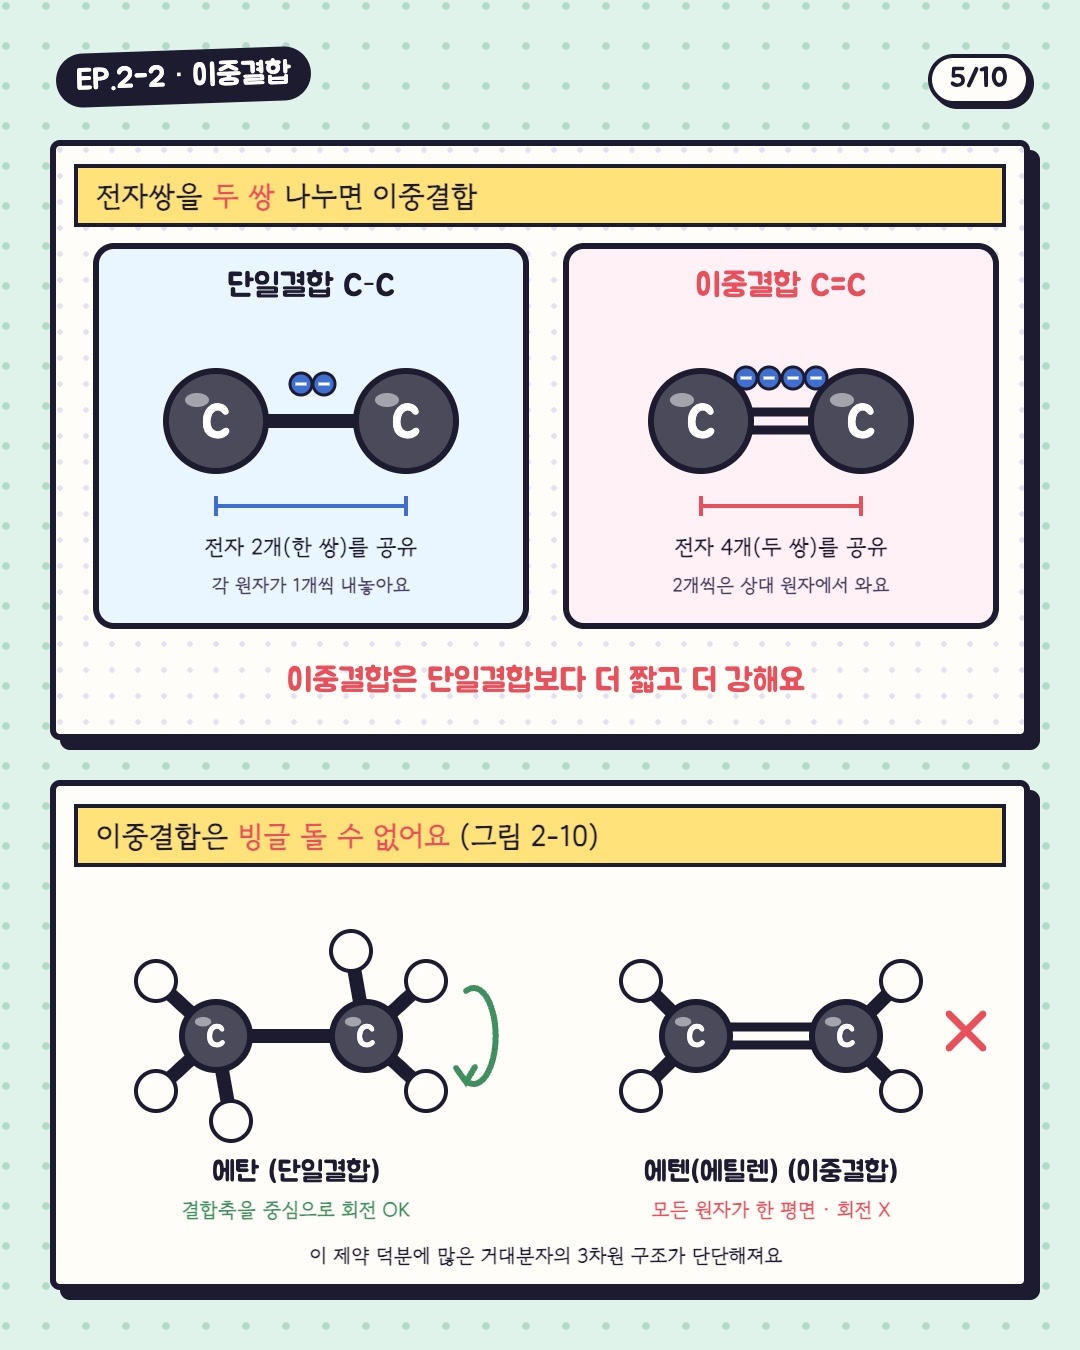 EP.2-2 · 이중결합
5/10
전자쌍을 두 쌍 나누면 이중결합
단일결합 C-C
C
C
전자 2개(한 쌍)를 공유
각 원자가 1개씩 내놓아요
이중결합 C=C
C
C
전자 4개(두 쌍)를 공유
2개씩은 상대 원자에서 와요
이중결합은 단일결합보다 더 짧고 더 강해요
이중결합은 빙글 돌 수 없어요 (그림 2-10)
C
C
에탄 (단일결합)
결합축을 중심으로 회전 OK
C
C
에텐(에틸렌) (이중결합)
모든 원자가 한 평면 · 회전 X
이 제약 덕분에 많은 거대분자의 3차원 구조가 단단해져요